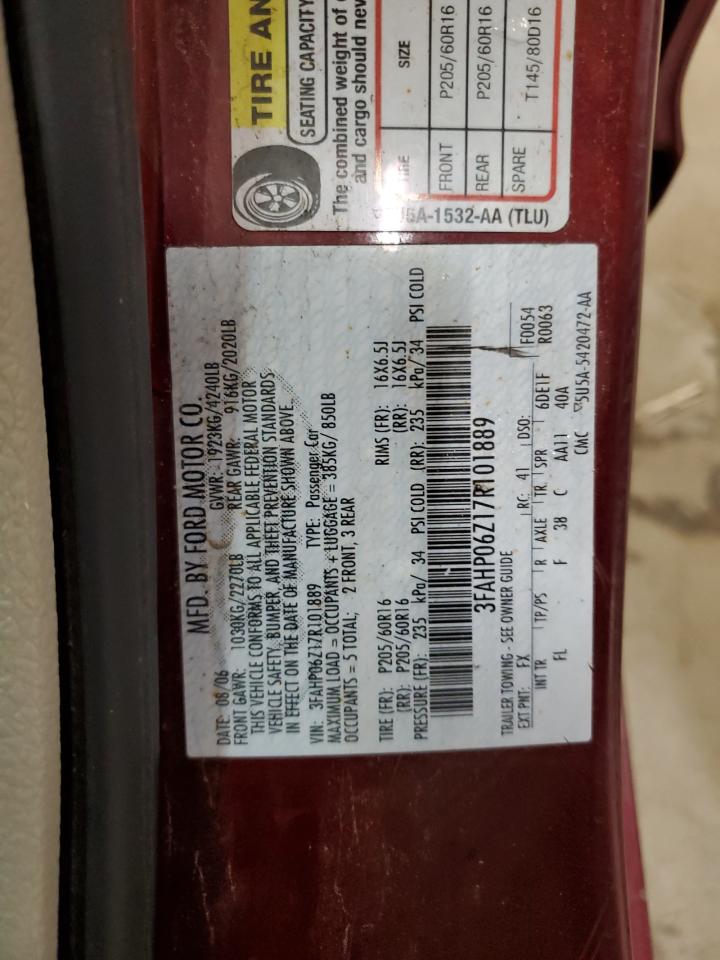 MFD. BY FORD MOTOR CO.
DATE: 08/06 GVWR: 1923KG/4240LB
FRONT GAWR: 1030KG/2270LB REAR GAWR: 916KG/2020LB
THIS VEHICLE CONFORMS TO ALL APPLICABLE FEDERAL MOTOR
VEHICLE SAFETY, BUMPER, AND THEFT PREVENTION STANDARDS
IN EFFECT ON THE DATE OF MANUFACTURE SHOWN ABOVE.
VIN: 3FAHP06Z17R101889 TYPE: Passenger Car
MAXIMUM LOAD = OCCUPANTS + LUGGAGE = 385KG/ 850LB
OCCUPANTS = 5 TOTAL; 2 FRONT, 3 REAR
TIRE (FR): P205/60R16 RIMS (FR): 16X6.5J
(RR): P205/60R16 (RR): 16X6.5J
PRESSURE (FR): 235 kPa/ 34 PSI COLD (RR): 235 kPa/ 34 PSI COLD
3FAHP06Z17R101889
TRAILER TOWING - SEE OWNER GUIDE F0054
EXT PNT: FX RC: 41 DSO: R0063
INT TR TP/PS R AXLE TR SPR 6DE1F
FL F 38 C AA11 40A
CMC 5U5A-5420472-AA
TIRE AN
SEATING CAPACITY
The combined weight of
and cargo should nev
SIZE
FRONT P205/60R16
REAR P205/60R16
SPARE T145/80D16
5A-1532-AA (TLU)